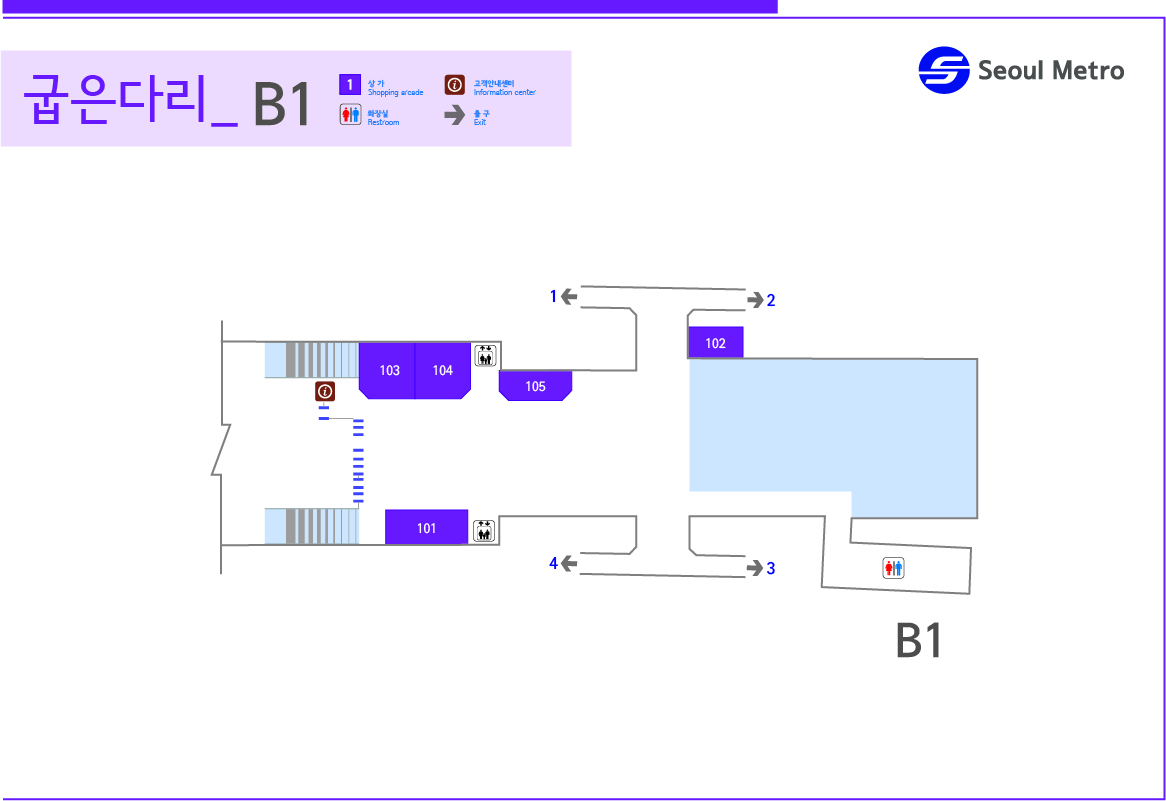 굽은다리_ B1
1 상 가
Shopping arcade
고객안내센터
Information center
화장실
Restroom
출 구
Exit
Seoul Metro
1
2
102
103
104
105
101
4
3
B1